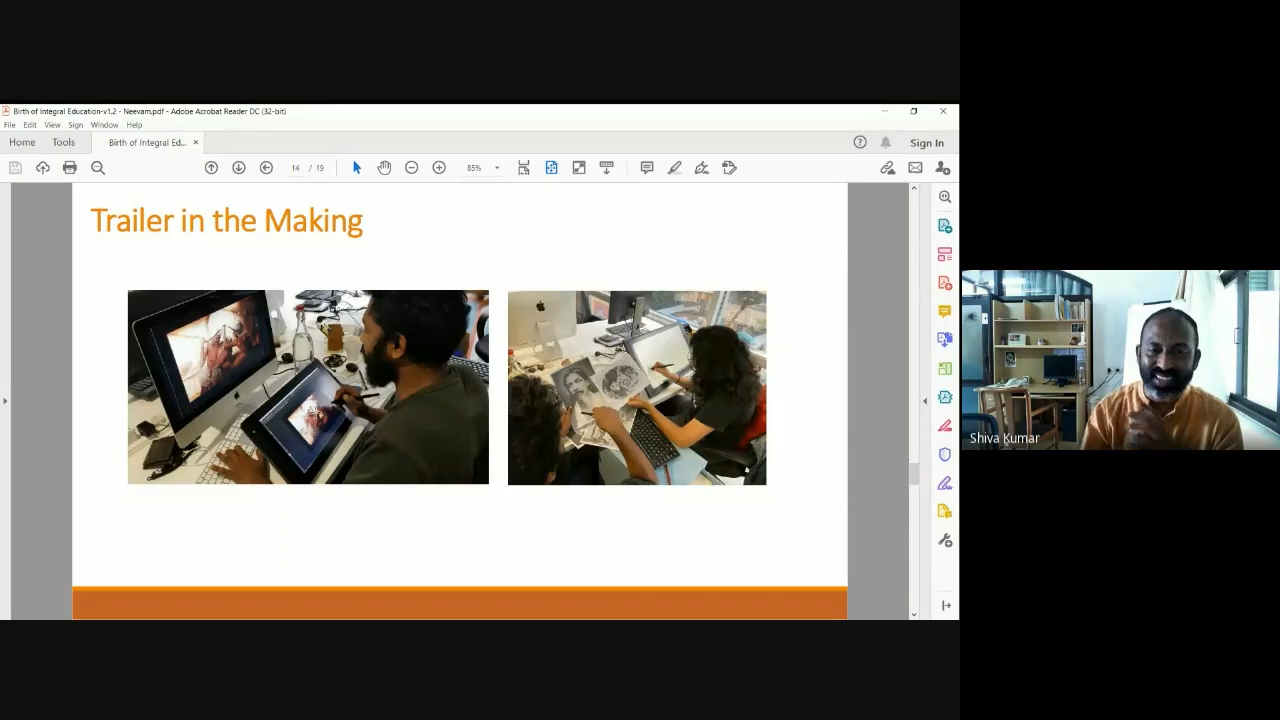 Birth of Integral Education-v1.2 - Neevam.pdf - Adobe Acrobat Reader DC (32-bit)
File Edit View Sign Window Help
Home Tools Birth of Integral Ed... ×
Sign In
14 / 19
85%
Trailer in the Making
Shiva Kumar